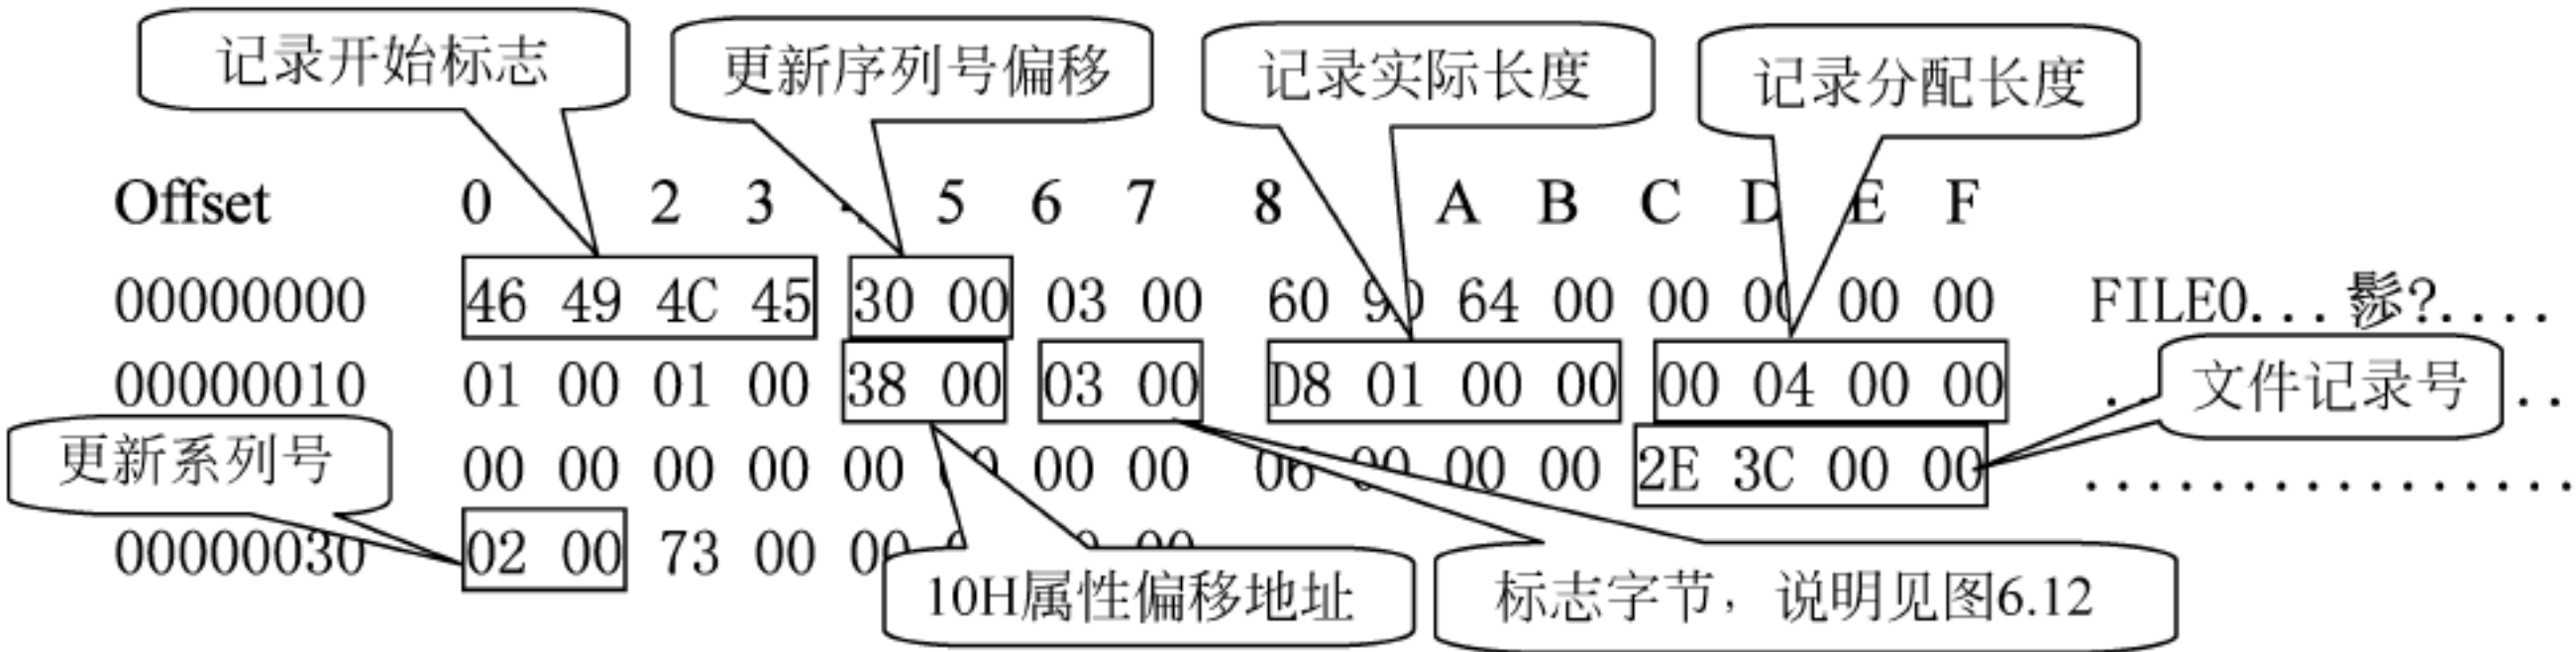 记录开始标志 更新序列号偏移 记录实际长度 记录分配长度
Offset 0 2 3 5 6 7 8 A B C D E F
00000000 46 49 4C 45 30 00 03 00 60 90 64 00 00 00 00 00 FILE0...髟?....
00000010 01 00 01 00 38 00 03 00 D8 01 00 00 00 04 00 00 . ..
文件记录号
更新系列号
00 00 00 00 00 00 00 06 00 00 00 2E 3C 00 00 ................
00000030 02 00 73 00 00
10H属性偏移地址 标志字节，说明见图6.12